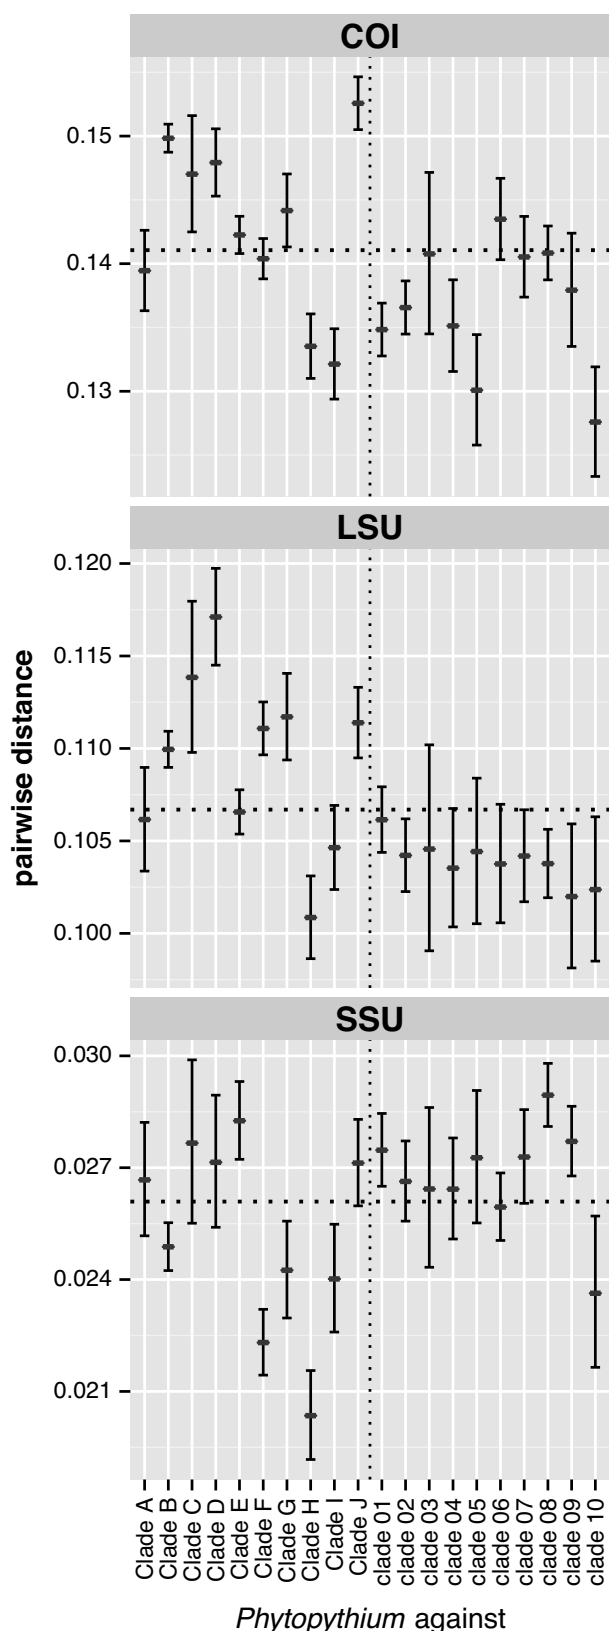 COI
0.15
0.14
0.13
LSU
0.120
0.115
0.110
0.105
0.100
pairwise distance
SSU
0.030
0.027
0.024
0.021
Clade A
Clade B
Clade C
Clade D
Clade E
Clade F
Clade G
Clade H
Clade I
Clade J
clade 01
clade 02
clade 03
clade 04
clade 05
clade 06
clade 07
clade 08
clade 09
clade 10
Phytopythium against